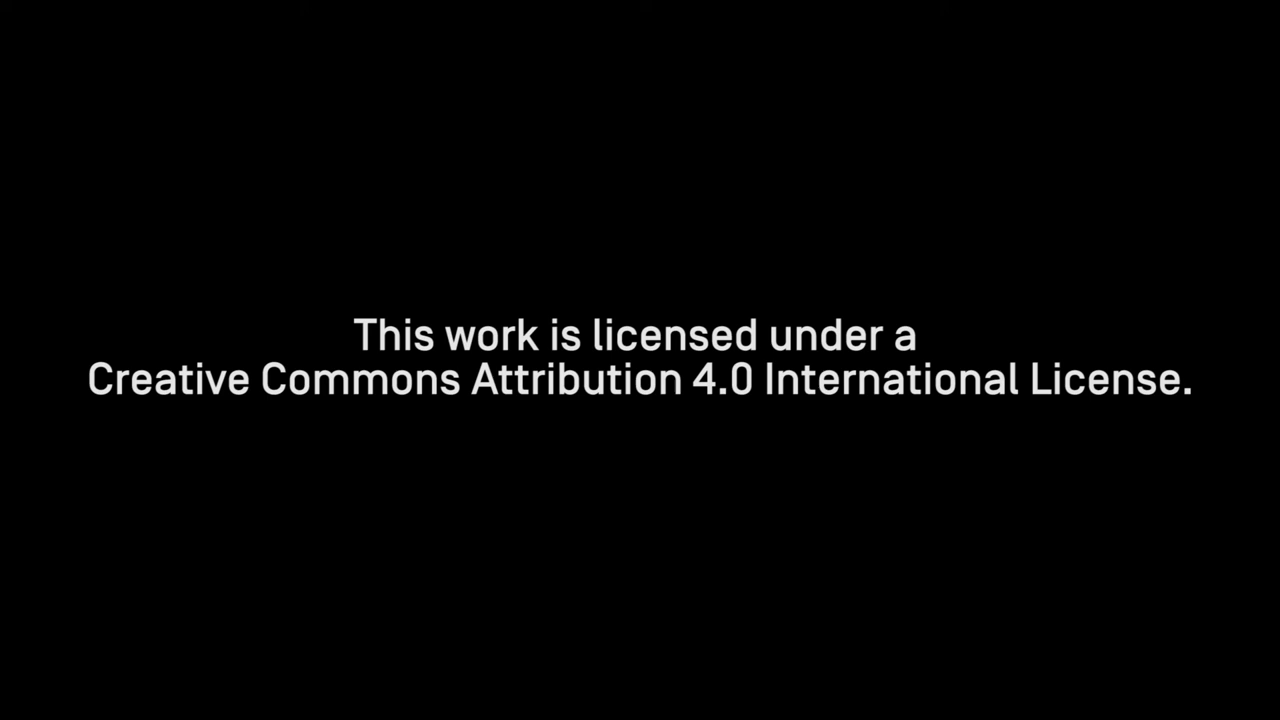 This work is licensed under a
Creative Commons Attribution 4.0 International License.